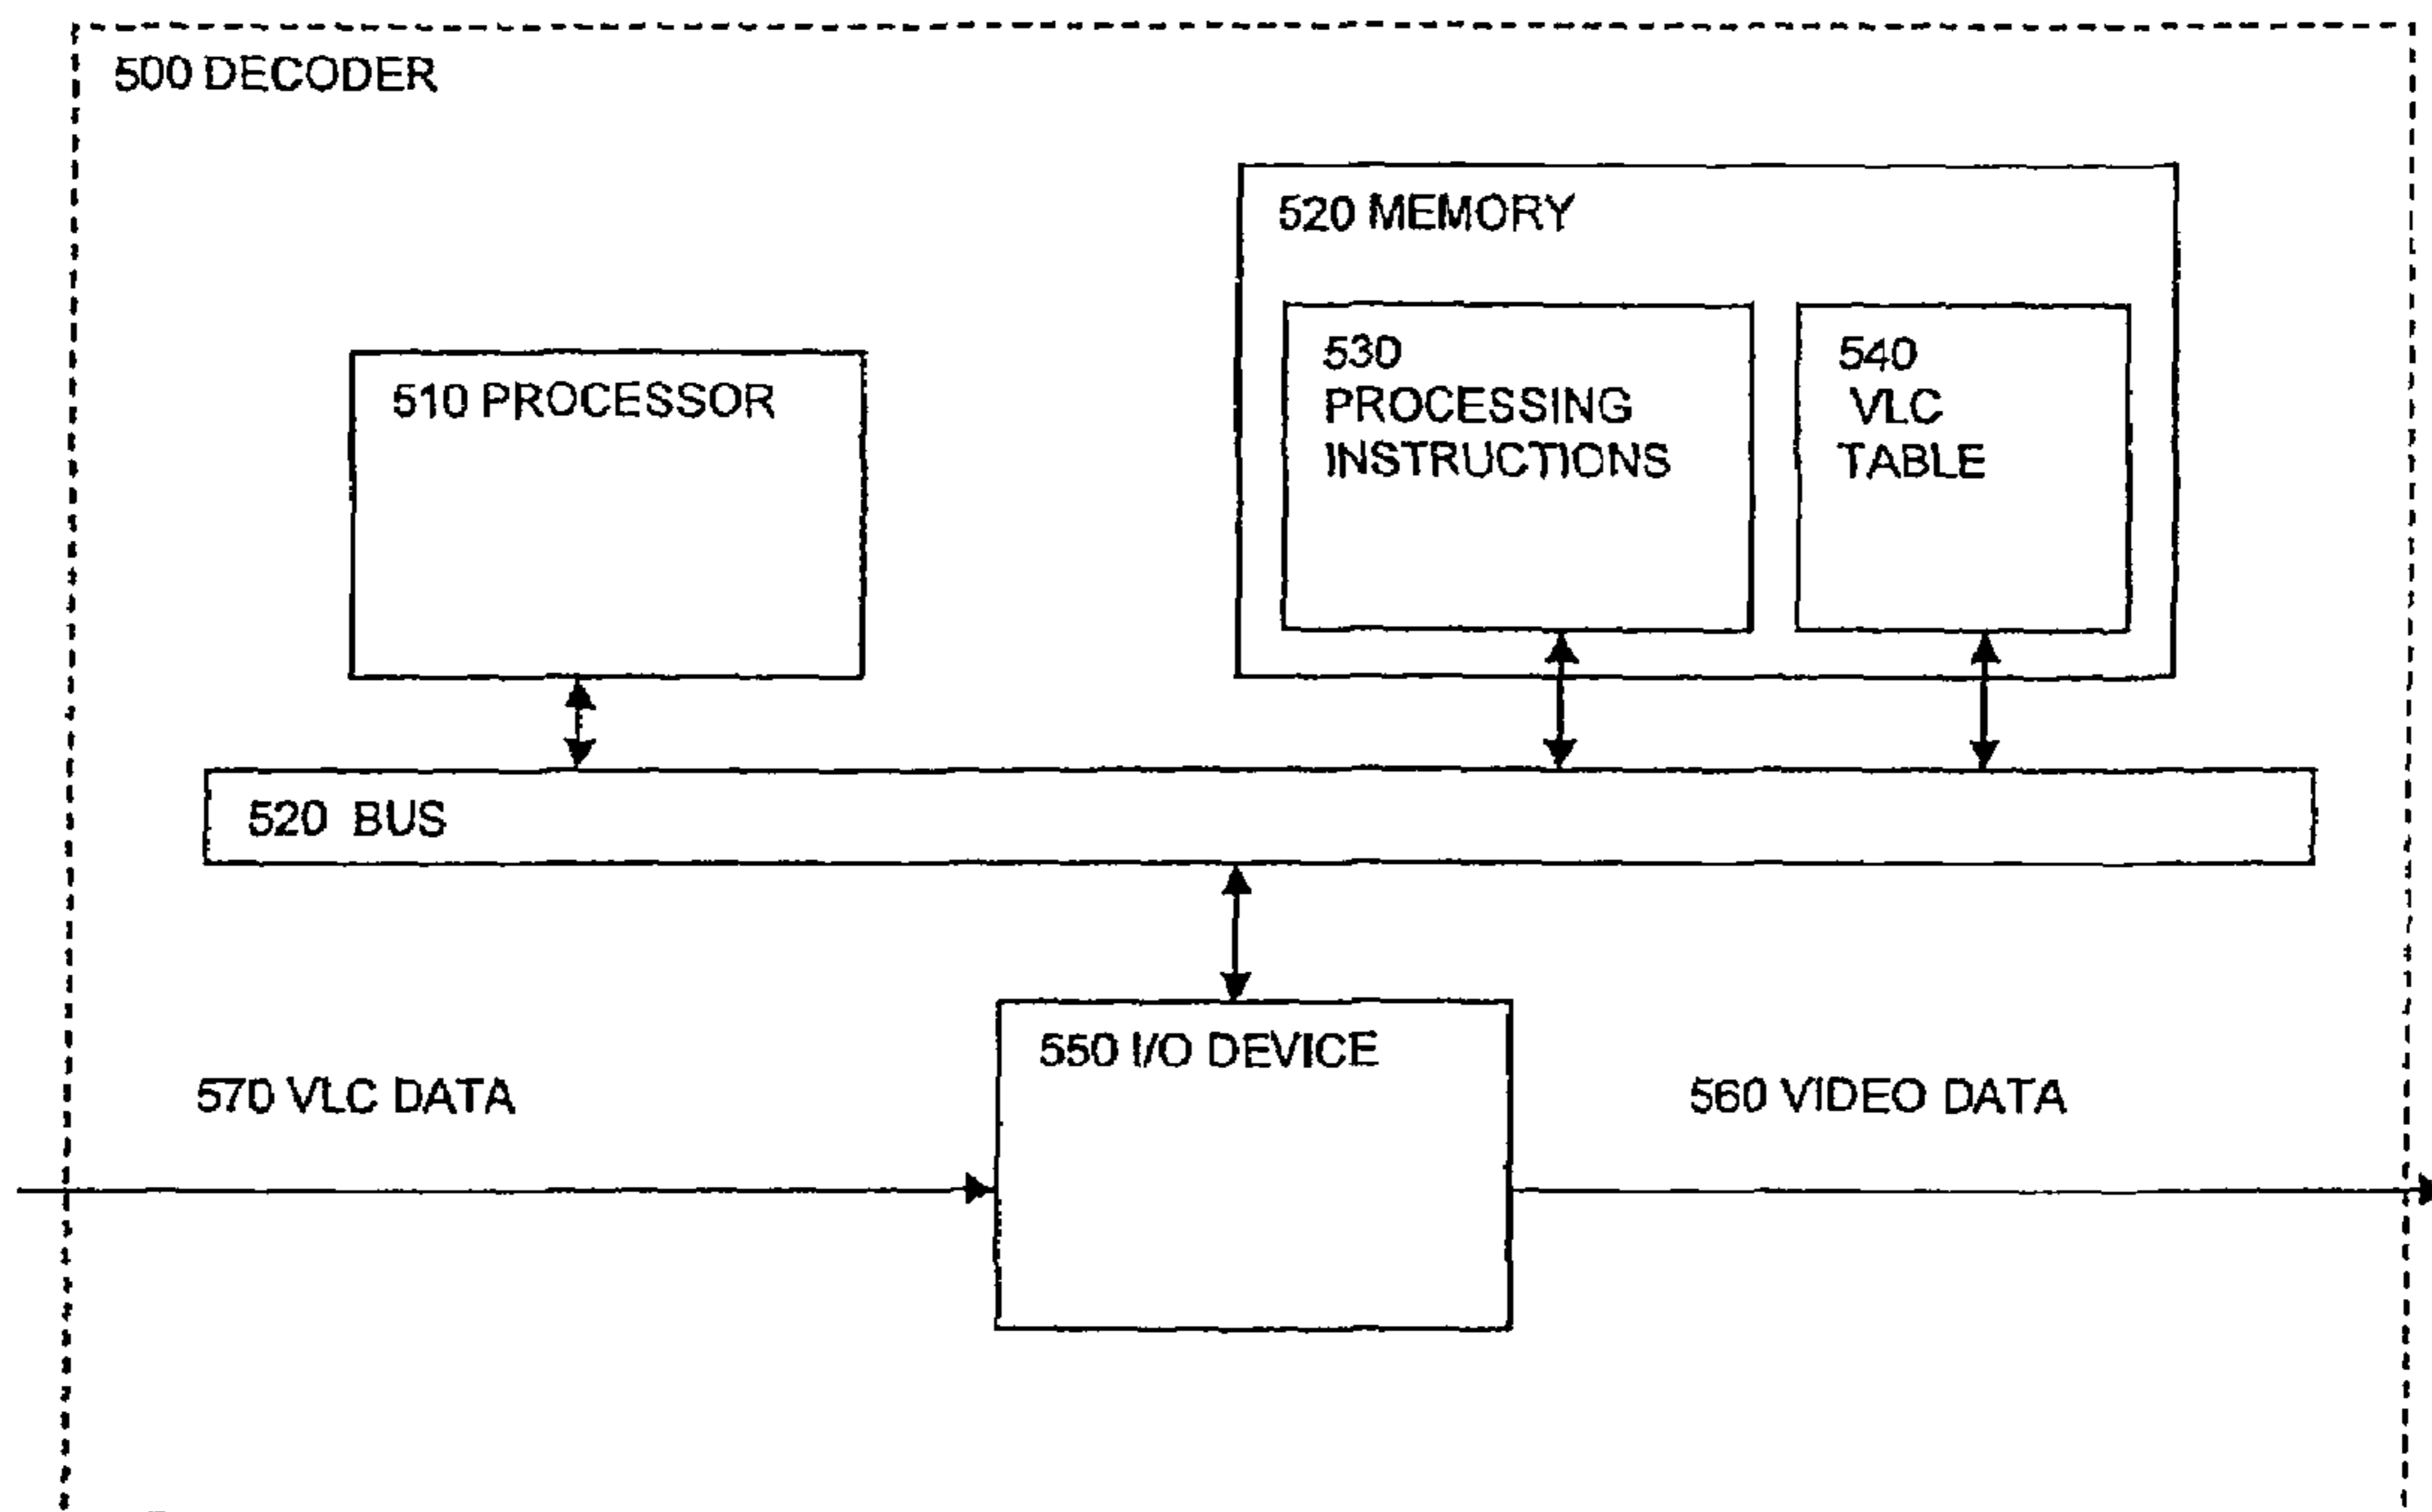 500 DECODER
520 MEMORY
530
PROCESSING
INSTRUCTIONS
540
VLC
TABLE
510 PROCESSOR
520 BUS
550 I/O DEVICE
570 VLC DATA
560 VIDEO DATA